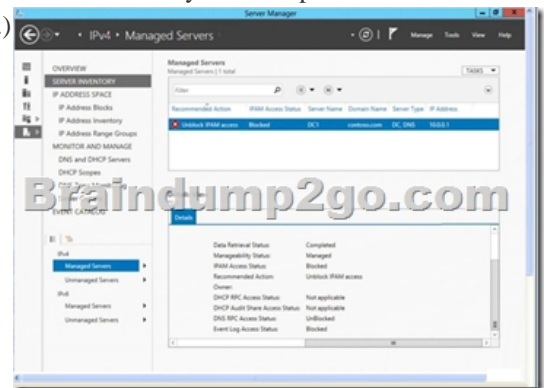 )
Server Manager
IPv4 • Managed Servers
Manage Tools View Help
OVERVIEW
SERVER INVENTORY
IP ADDRESS SPACE
IP Address Blocks
IP Address Inventory
IP Address Range Groups
MONITOR AND MANAGE
DNS and DHCP Servers
DHCP Scopes
EVENT CATALOG
IPv4
Managed Servers
Unmanaged Servers
Managed Servers
Unmanaged Servers
Managed Servers
Managed Servers | 1 total
TASKS
Filter
Recommended Action IPAM Access Status Server Name Domain Name Server Type IP Address
Unblock IPAM access Blocked DC1 contoso.com DC, DNS 10.0.0.1
Braindump2go.com
Details
Data Retrieval Status: Completed
Manageability Status: Managed
IPAM Access Status: Blocked
Recommended Action: Unblock IPAM access
Owner:
DHCP RPC Access Status: Not applicable
DHCP Audit Share Access Status: Not applicable
DNS RPC Access Status: UnBlocked
Event Log Access Status: Blocked